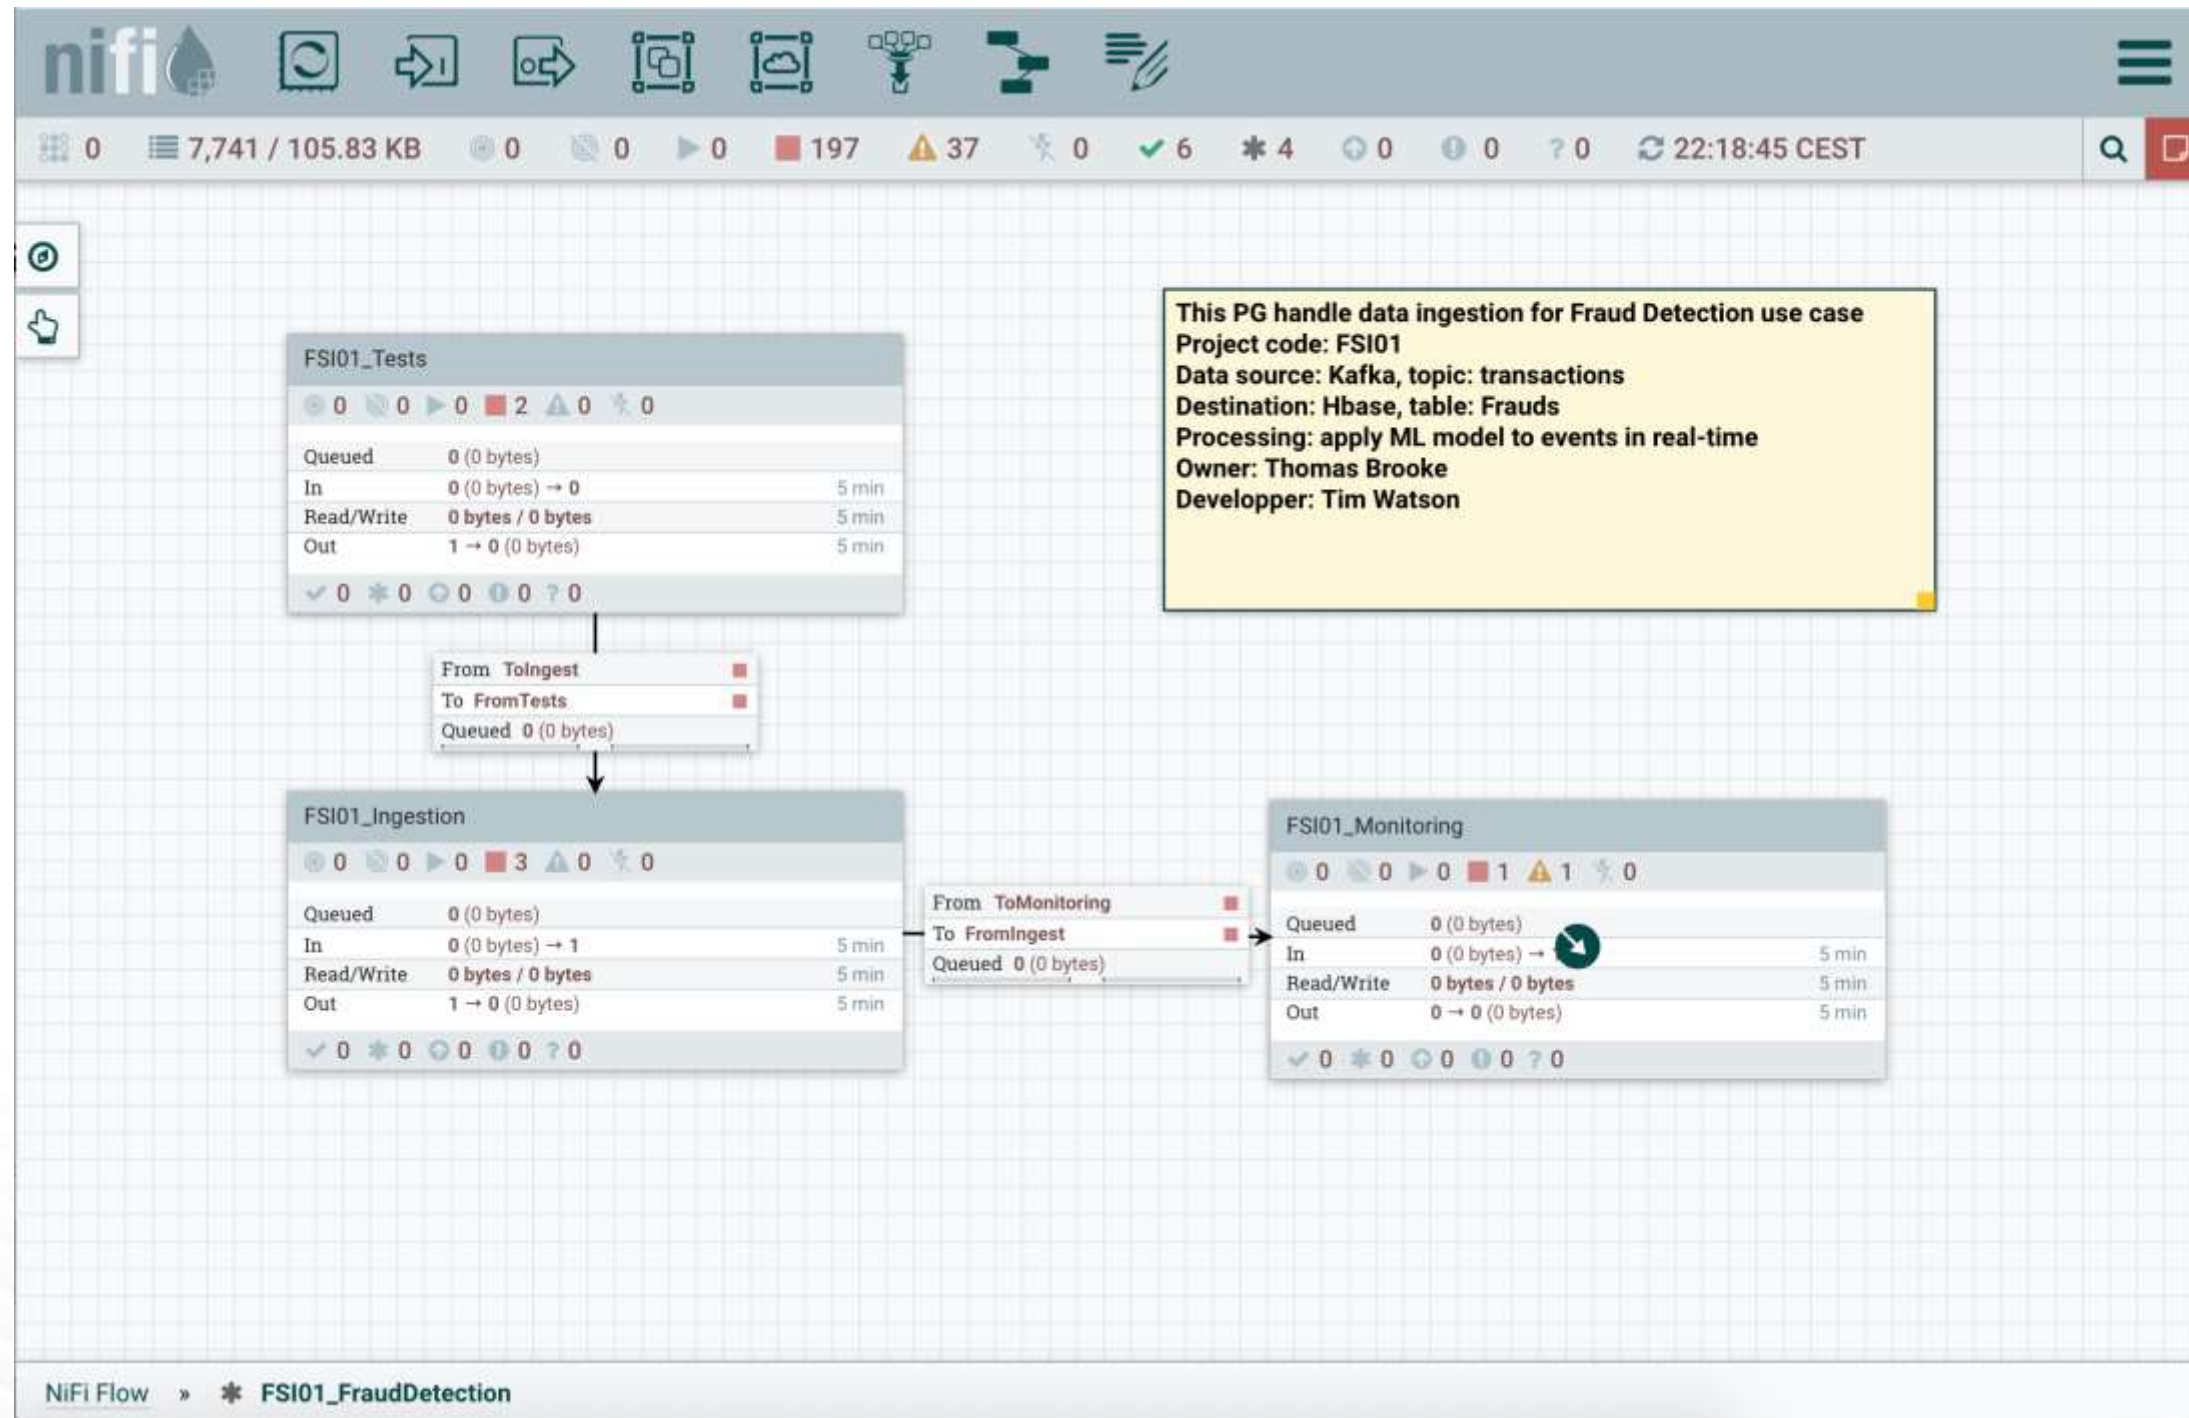 nifi
0 7,741 / 105.83 KB 0 0 0 197 37 0 6 4 0 0 ? 0 22:18:45 CEST
This PG handle data ingestion for Fraud Detection use case
Project code: FSI01
Data source: Kafka, topic: transactions
Destination: Hbase, table: Frauds
Processing: apply ML model to events in real-time
Owner: Thomas Brooke
Developper: Tim Watson
FSI01_Tests
0 0 0 2 0 0
Queued 0 (0 bytes)
In 0 (0 bytes) → 0 5 min
Read/Write 0 bytes / 0 bytes 5 min
Out 1 → 0 (0 bytes) 5 min
0 0 0 0 ? 0
From ToIngest
To FromTests
Queued 0 (0 bytes)
FSI01_Ingestion
0 0 0 3 0 0
Queued 0 (0 bytes)
In 0 (0 bytes) → 1 5 min
Read/Write 0 bytes / 0 bytes 5 min
Out 1 → 0 (0 bytes) 5 min
0 0 0 0 ? 0
From ToMonitoring
To FromIngest
Queued 0 (0 bytes)
FSI01_Monitoring
0 0 0 1 1 0
Queued 0 (0 bytes)
In 0 (0 bytes) → 5 min
Read/Write 0 bytes / 0 bytes 5 min
Out 0 → 0 (0 bytes) 5 min
0 0 0 0 ? 0
NiFi Flow » FSI01_FraudDetection